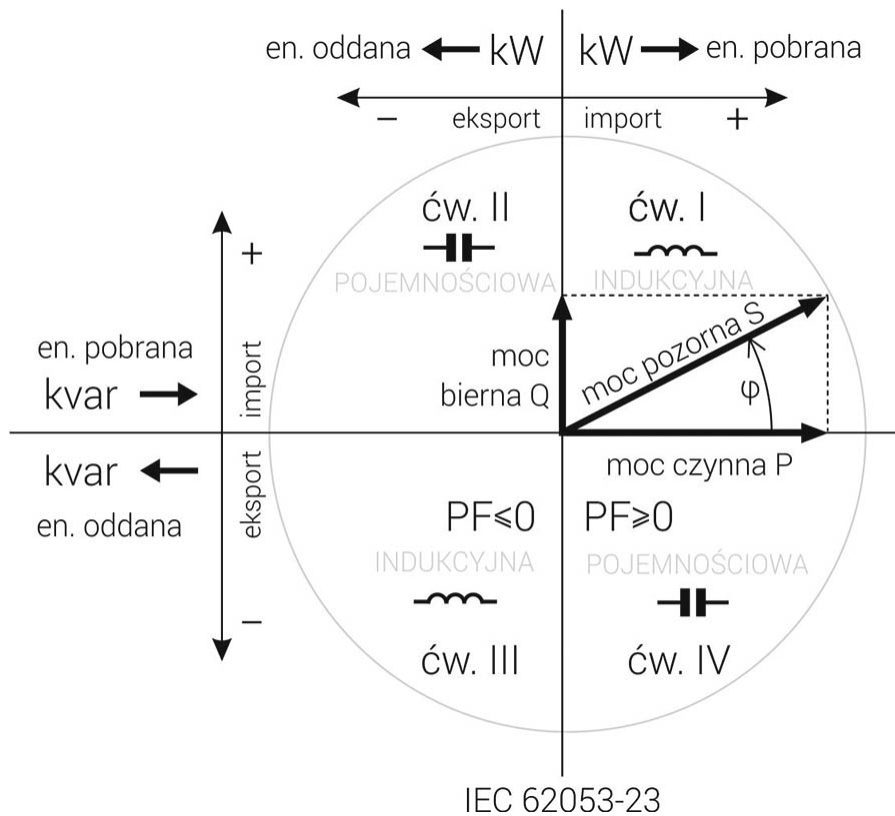 en. oddana kW kW en. pobrana
− eksport import +
ćw. II ćw. I
+
POJEMNOŚCIOWA INDUKCYJNA
moc pozorna S
en. pobrana
kvar
import
moc
bierna Q
φ
kvar
en. oddana
eksport
moc czynna P
PF⩽0 PF⩾0
INDUKCYJNA POJEMNOŚCIOWA
−
ćw. III ćw. IV
IEC 62053-23